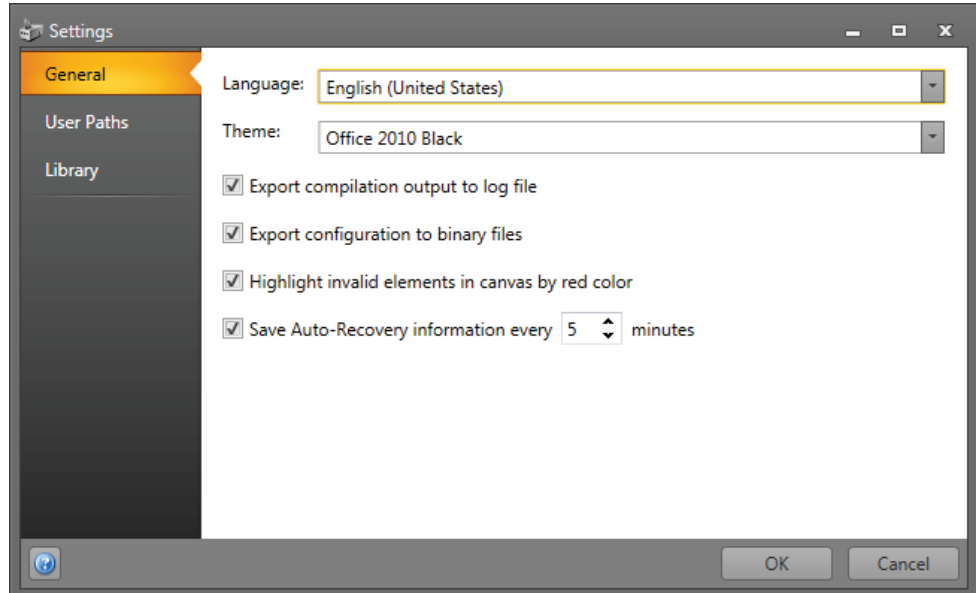 Settings
General
User Paths
Library
Language: English (United States)
Theme: Office 2010 Black
Export compilation output to log file
Export configuration to binary files
Highlight invalid elements in canvas by red color
Save Auto-Recovery information every 5 minutes
OK Cancel